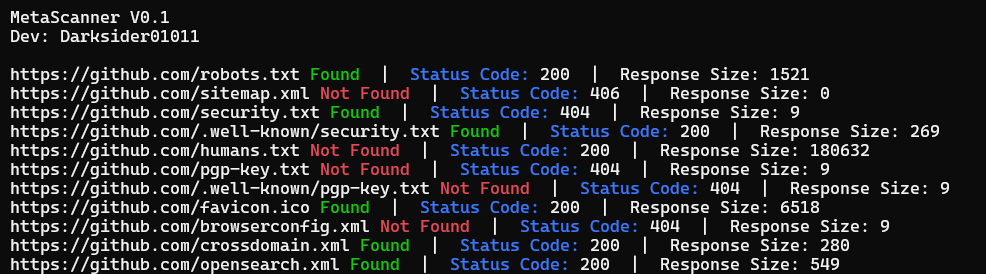 MetaScanner V0.1
Dev: Darksider01011
https://github.com/robots.txt Found | Status Code: 200 | Response Size: 1521
https://github.com/sitemap.xml Not Found | Status Code: 406 | Response Size: 0
https://github.com/security.txt Found | Status Code: 404 | Response Size: 9
https://github.com/.well-known/security.txt Found | Status Code: 200 | Response Size: 269
https://github.com/humans.txt Not Found | Status Code: 200 | Response Size: 180632
https://github.com/pgp-key.txt Not Found | Status Code: 404 | Response Size: 9
https://github.com/.well-known/pgp-key.txt Not Found | Status Code: 404 | Response Size: 9
https://github.com/favicon.ico Found | Status Code: 200 | Response Size: 6518
https://github.com/browserconfig.xml Not Found | Status Code: 404 | Response Size: 9
https://github.com/crossdomain.xml Found | Status Code: 200 | Response Size: 280
https://github.com/opensearch.xml Found | Status Code: 200 | Response Size: 549